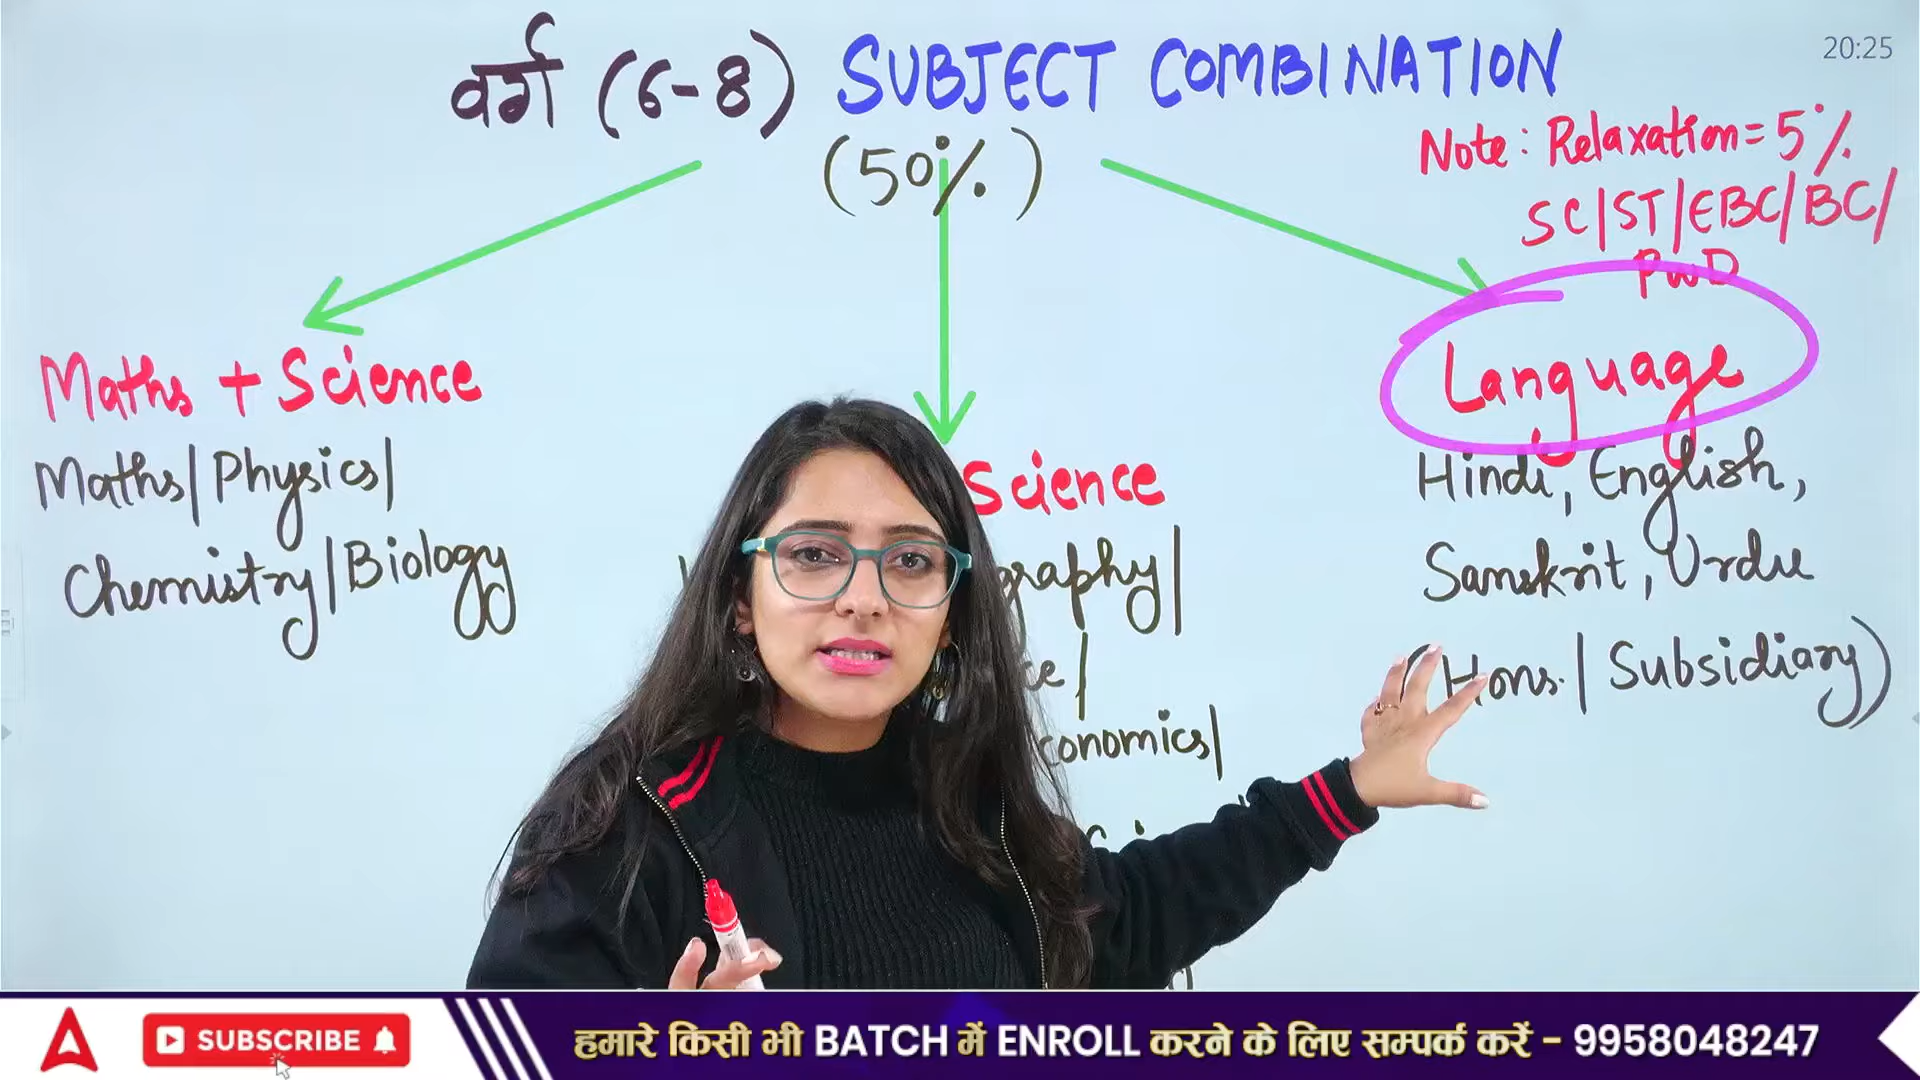 वर्ग (6-8) SUBJECT COMBINATION
20:25
(50%)
Note: Relaxation=5%
SC/ST/EBC/BC/
PWD
Maths + Science
Maths/Physics/
Chemistry/Biology
Science
Language
Hindi, English,
Sanskrit, Urdu
(Hons./Subsidiary)
SUBSCRIBE
हमारे किसी भी BATCH में ENROLL करने के लिए सम्पर्क करें - 9958048247